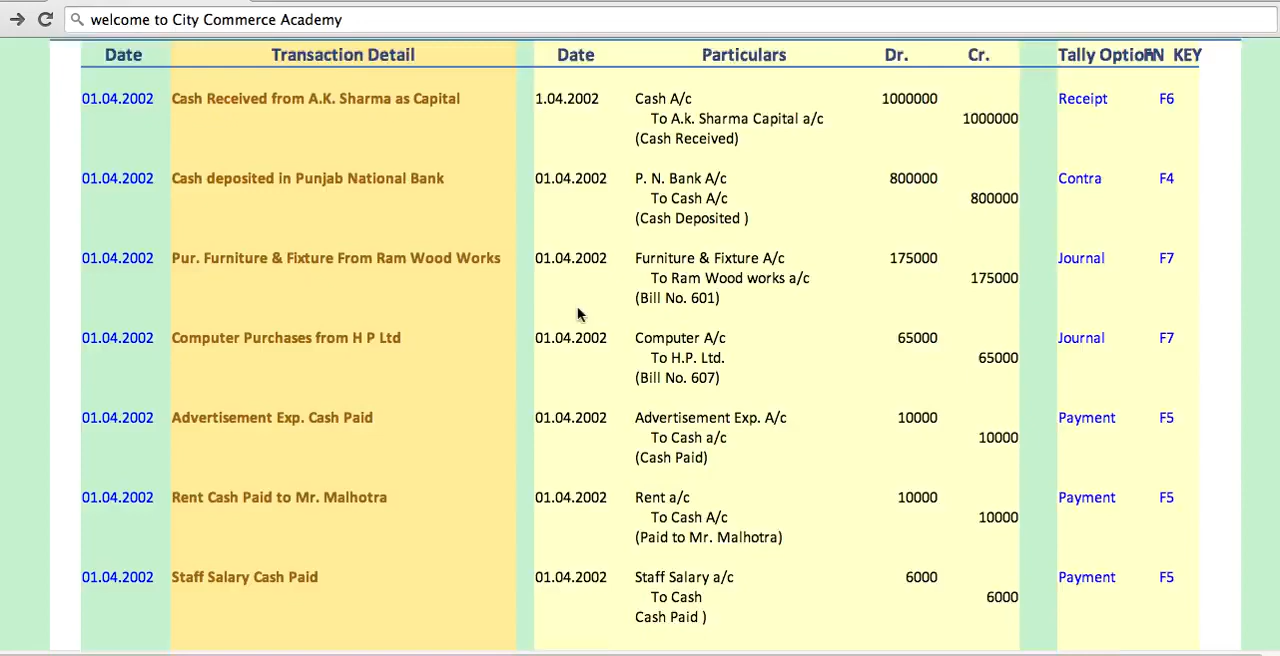 welcome to City Commerce Academy
Date Transaction Detail Date Particulars Dr. Cr. Tally Option FN KEY
01.04.2002 Cash Received from A.K. Sharma as Capital 1.04.2002 Cash A/c 1000000 Receipt F6
To A.k. Sharma Capital a/c 1000000
(Cash Received)
01.04.2002 Cash deposited in Punjab National Bank 01.04.2002 P. N. Bank A/c 800000 Contra F4
To Cash A/c 800000
(Cash Deposited )
01.04.2002 Pur. Furniture & Fixture From Ram Wood Works 01.04.2002 Furniture & Fixture A/c 175000 Journal F7
To Ram Wood works a/c 175000
(Bill No. 601)
01.04.2002 Computer Purchases from H P Ltd 01.04.2002 Computer A/c 65000 Journal F7
To H.P. Ltd. 65000
(Bill No. 607)
01.04.2002 Advertisement Exp. Cash Paid 01.04.2002 Advertisement Exp. A/c 10000 Payment F5
To Cash a/c 10000
(Cash Paid)
01.04.2002 Rent Cash Paid to Mr. Malhotra 01.04.2002 Rent a/c 10000 Payment F5
To Cash A/c 10000
(Paid to Mr. Malhotra)
01.04.2002 Staff Salary Cash Paid 01.04.2002 Staff Salary a/c 6000 Payment F5
To Cash 6000
Cash Paid )